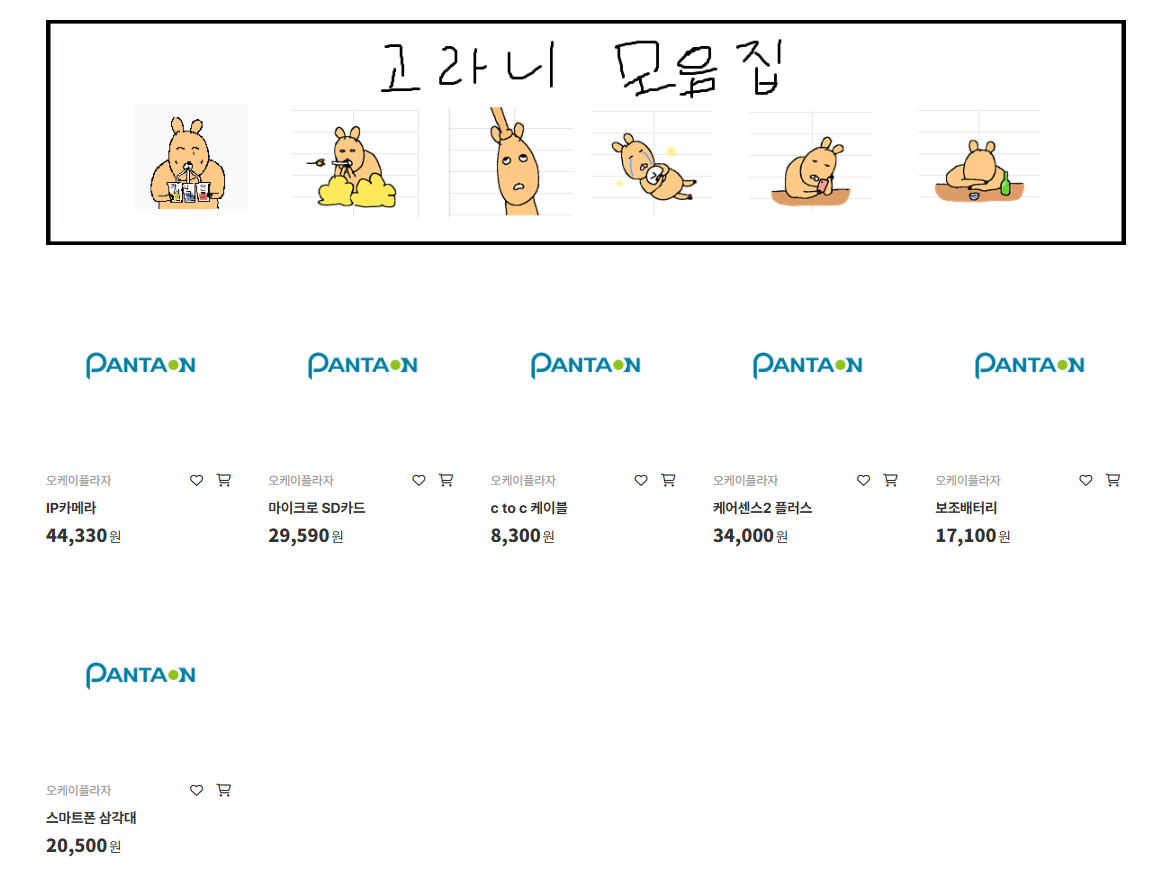 고라니 모음집
PANTAON PANTAON PANTAON PANTAON PANTAON
오케이플라자 오케이플라자 오케이플라자 오케이플라자 오케이플라자
IP카메라 마이크로 SD카드 c to c 케이블 케어센스2 플러스 보조배터리
44,330원 29,590원 8,300원 34,000원 17,100원
PANTAON
오케이플라자
스마트폰 삼각대
20,500원